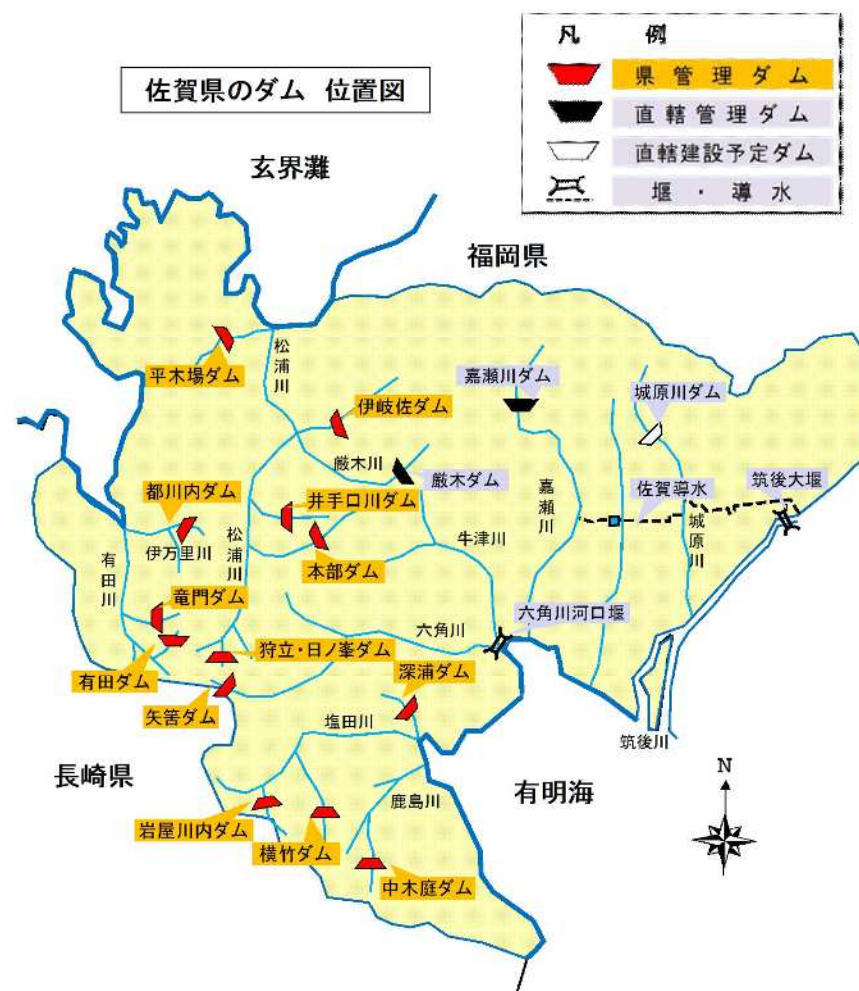 佐賀県のダム 位置図
凡 例
県管理ダム
直轄管理ダム
直轄建設予定ダム
堰・導水
玄界灘
福岡県
松浦川
平木場ダム
嘉瀬川ダム
城原川ダム
伊岐佐ダム
厳木川
厳木ダム
佐賀導水
筑後大堰
都川内ダム
井手口川ダム
嘉瀬川
城原川
伊万里川
松浦川
本部ダム
牛津川
有田川
竜門ダム
六角川
六角川河口堰
狩立・日ノ峯ダム
有田ダム
深浦ダム
矢筈ダム
塩田川
筑後川
長崎県
有明海
N
鹿島川
岩屋川内ダム
横竹ダム
中木庭ダム